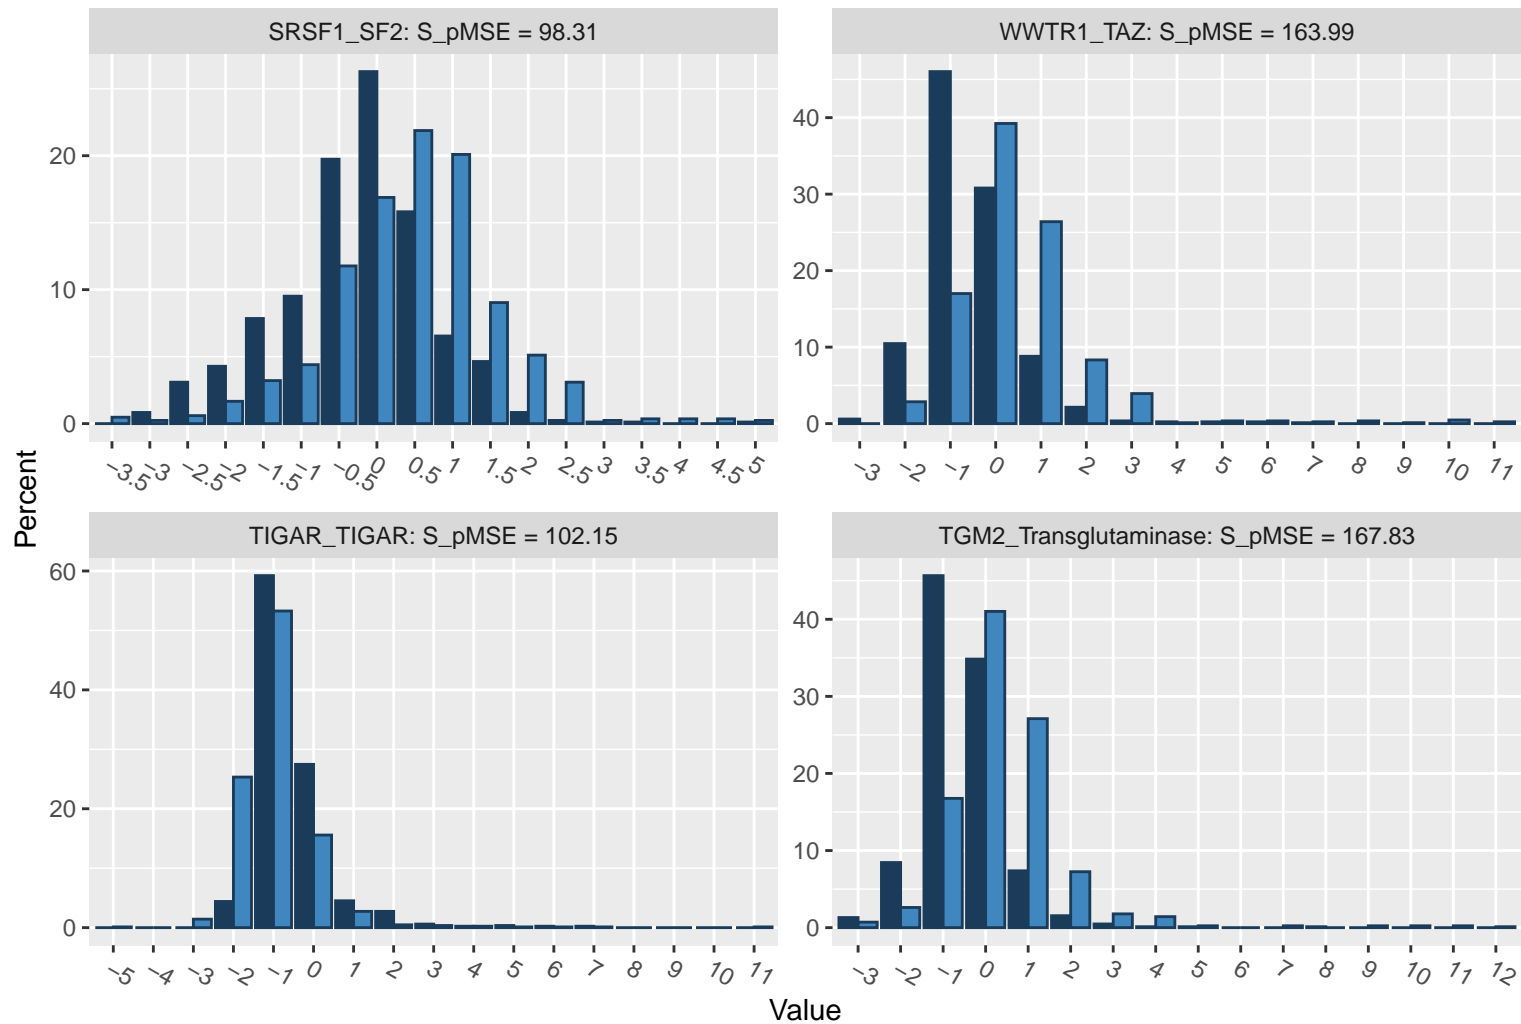 SRSF1_SF2: S_pMSE = 98.31
20
10
0
−3.5 −3 −2.5 −2 −1.5 −1 −0.5 0 0.5 1 1.5 2 2.5 3 3.5 4 4.5 5
WWTR1_TAZ: S_pMSE = 163.99
40
30
20
10
0
−3 −2 −1 0 1 2 3 4 5 6 7 8 9 10 11
Percent
TIGAR_TIGAR: S_pMSE = 102.15
60
40
20
0
−5 −4 −3 −2 −1 0 1 2 3 4 5 6 7 8 9 10 11
TGM2_Transglutaminase: S_pMSE = 167.83
40
30
20
10
0
−3 −2 −1 0 1 2 3 4 5 6 7 8 9 10 11 12
Value